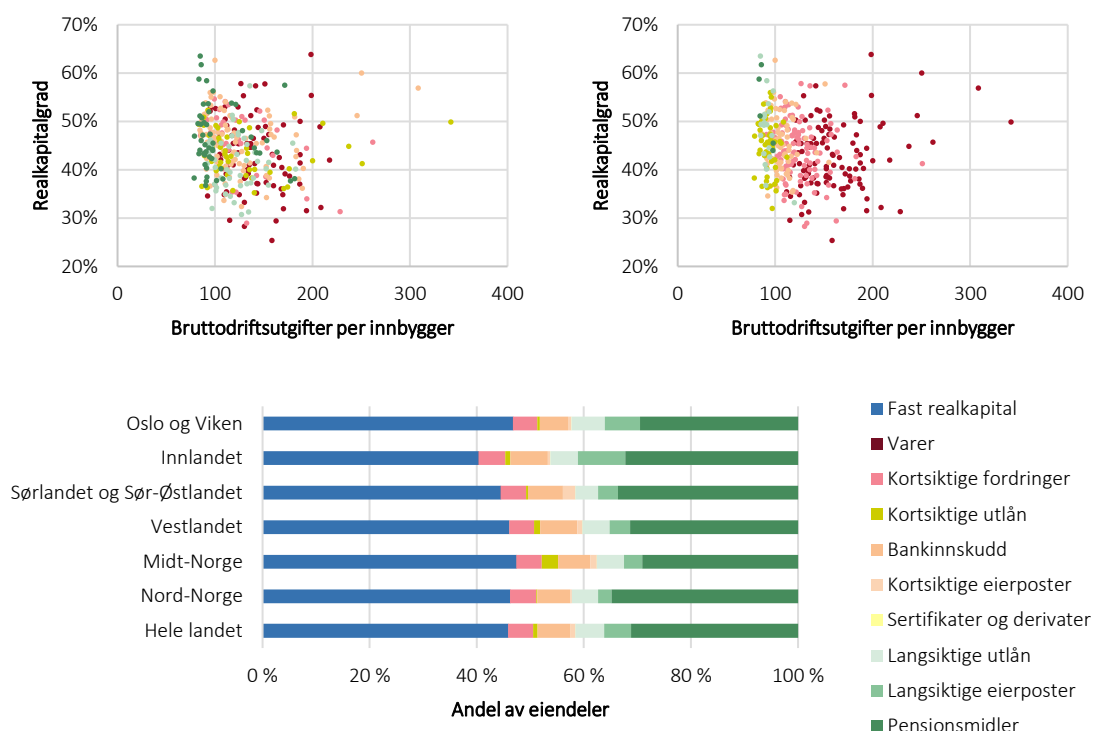 70%
60%
50%
40%
30%
20%
Realkapitalgrad
0 100 200 300 400
Bruttodriftsutgifter per innbygger
70%
60%
50%
40%
30%
20%
Realkapitalgrad
0 100 200 300 400
Bruttodriftsutgifter per innbygger
Oslo og Viken
Innlandet
Sørlandet og Sør-Østlandet
Vestlandet
Midt-Norge
Nord-Norge
Hele landet
0 % 20 % 40 % 60 % 80 % 100 %
Andel av eiendeler
Fast realkapital
Varer
Kortsiktige fordringer
Kortsiktige utlån
Bankinnskudd
Kortsiktige eierposter
Sertifikater og derivater
Langsiktige utlån
Langsiktige eierposter
Pensjonsmidler